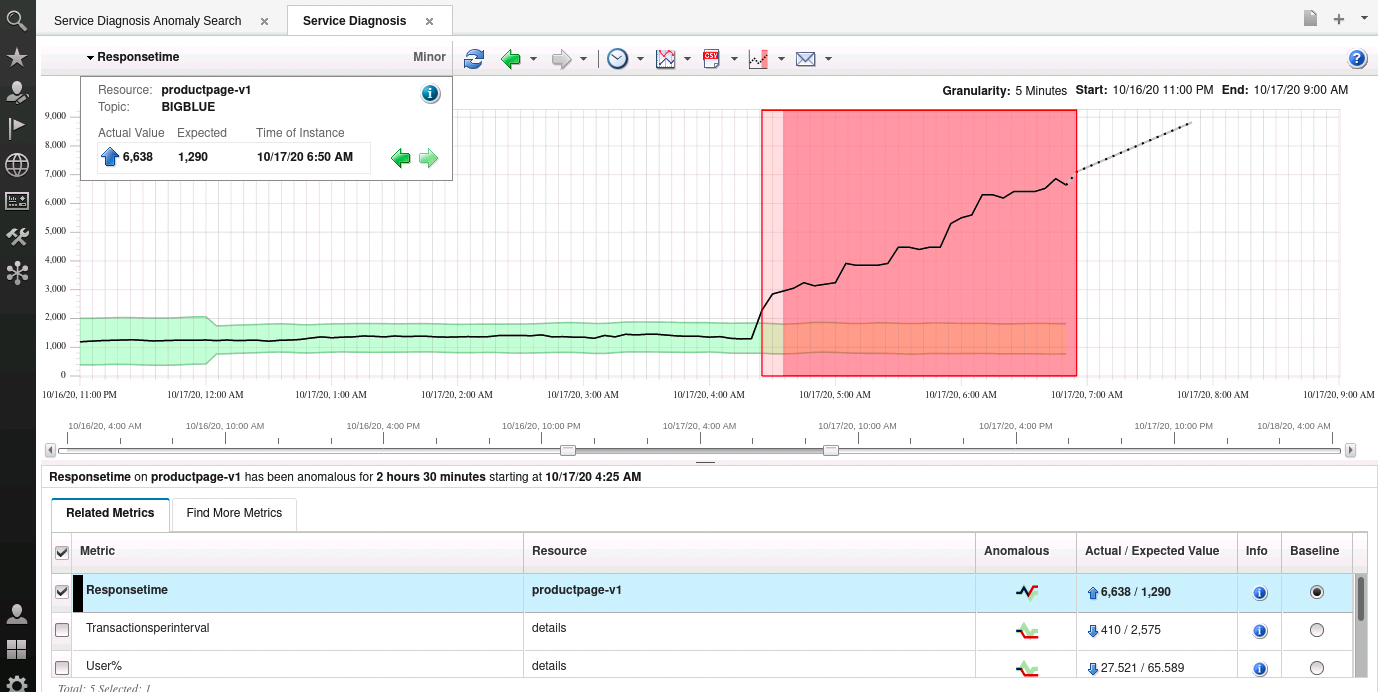 Service Diagnosis Anomaly Search
Service Diagnosis
Responsetime Minor
CSV
Resource: productpage-v1
Topic: BIGBLUE
Actual Value Expected Time of Instance
6,638 1,290 10/17/20 6:50 AM
Granularity: 5 Minutes Start: 10/16/20 11:00 PM End: 10/17/20 9:00 AM
9,000
8,000
7,000
6,000
5,000
4,000
3,000
2,000
1,000
0
10/16/20, 11:00 PM 10/17/20, 12:00 AM 10/17/20, 1:00 AM 10/17/20, 2:00 AM 10/17/20, 3:00 AM 10/17/20, 4:00 AM 10/17/20, 5:00 AM 10/17/20, 6:00 AM 10/17/20, 7:00 AM 10/17/20, 8:00 AM 10/17/20, 9:00 AM
10/16/20, 4:00 AM 10/16/20, 10:00 AM 10/16/20, 4:00 PM 10/16/20, 10:00 PM 10/17/20, 4:00 AM 10/17/20, 10:00 AM 10/17/20, 4:00 PM 10/17/20, 10:00 PM 10/18/20, 4:00 AM
Responsetime on productpage-v1 has been anomalous for 2 hours 30 minutes starting at 10/17/20 4:25 AM
Related Metrics Find More Metrics
Metric Resource Anomalous Actual / Expected Value Info Baseline
Responsetime productpage-v1 6,638 / 1,290
Transactionsperinterval details 410 / 2,575
User% details 27.521 / 65.589
Total: 5 Selected: 1